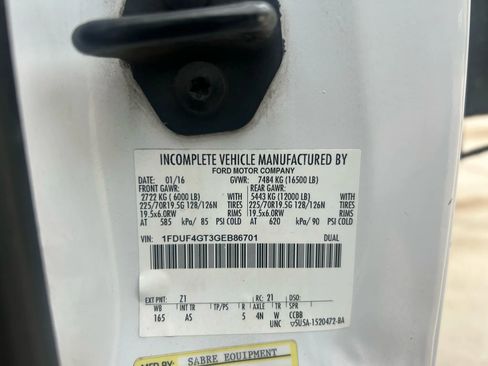 INCOMPLETE VEHICLE MANUFACTURED BY
FORD MOTOR COMPANY
DATE: 01/16 GVWR: 7484 KG (16500 LB)
FRONT GAWR: REAR GAWR:
2722 KG ( 6000 LB) WITH 5443 KG (12000 LB) WITH
225/70R19.5G 128/126N TIRES 225/70R19.5G 128/126N TIRES
19.5x6.0RW RIMS 19.5x6.0RW RIMS
AT 585 kPa/ 85 PSI COLD AT 620 kPa/ 90 PSI COLD
VIN: 1FDUF4GT3GEB86701 DUAL
EXT PNT: Z1 RC: 21 DSO:
WB INT TR TP/PS R AXLE TR SPR
165 AS 5 4N W CCBB
UNC ▽5U5A-1520472-BA
MFD BY: SABRE EQUIPMENT